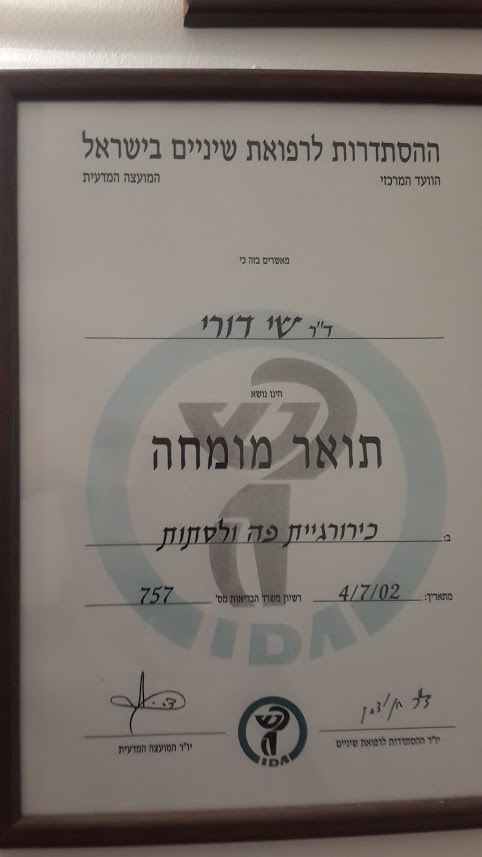 ההסתדרות לרפואת שיניים בישראל
הוועד המרכזי המועצה המדעית
מאשרים בזה כי
ד"ר שי דורי
הינו נושא
תואר מומחה
ב: כירורגיית פה ולסתות
מתאריך: 4/7/02 רשיון משרד הבריאות מס' 757
IDA
יו"ר ההסתדרות לרפואת שיניים יו"ר המועצה המדעית
IDA